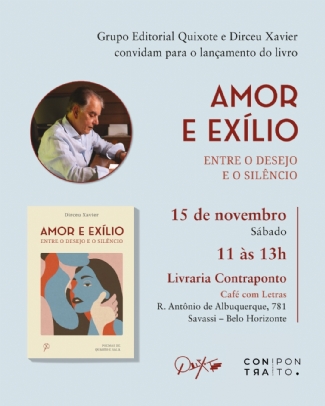 Grupo Editorial Quixote e Dirceu Xavier
convidam para o lançamento do livro
AMOR
E EXÍLIO
ENTRE O DESEJO
E O SILÊNCIO
Dirceu Xavier
AMOR E EXÍLIO
ENTRE O DESEJO E O SILÊNCIO
15 de novembro
Sábado
11 às 13h
Livraria Contraponto
Café com Letras
R. Antônio de Albuquerque, 781
Savassi – Belo Horizonte
CON PON
TRA TO.